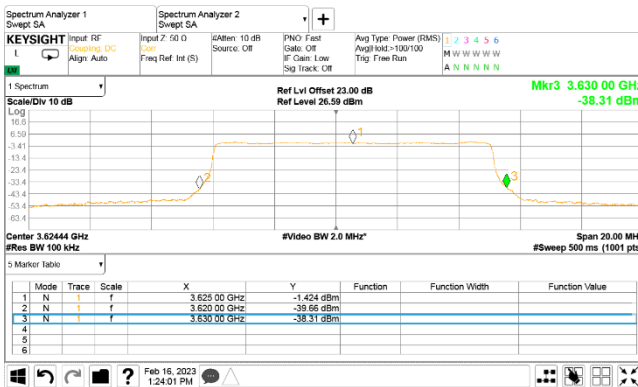 Spectrum Analyzer 1
Swept SA
Spectrum Analyzer 2
Swept SA
+
KEYSIGHT
L
Input: RF
Coupling: DC
Align: Auto
Input Z: 50 Ω
Corr
Freq Ref: Int (S)
#Atten: 10 dB
Source: Off
PNO: Fast
Gate: Off
IF Gain: Low
Sig Track: Off
Avg Type: Power (RMS)
Avg|Hold:>100/100
Trig: Free Run
1 2 3 4 5 6
M W W W W W
A N N N N N
1 Spectrum
Scale/Div 10 dB
Ref Lvl Offset 23.00 dB
Ref Level 26.59 dBm
Mkr3 3.630 00 GHz
-38.31 dBm
Log
16.6
6.59
-3.41
-13.4
-23.4
-33.4
-43.4
-53.4
-63.4
1
2
3
Center 3.62444 GHz
#Res BW 100 kHz
#Video BW 2.0 MHz*
Span 20.00 MH
#Sweep 500 ms (1001 pts
5 Marker Table
Mode Trace Scale X Y Function Function Width Function Value
1 N 1 f 3.625 00 GHz -1.424 dBm
2 N 1 f 3.620 00 GHz -39.66 dBm
3 N 1 f 3.630 00 GHz -38.31 dBm
4
5
6
?
Feb 16, 2023
1:24:01 PM